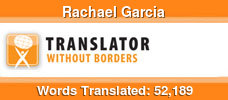 Rachael Garcia
TRANSLATOR
WITHOUT BORDERS
Words Translated: 52,189